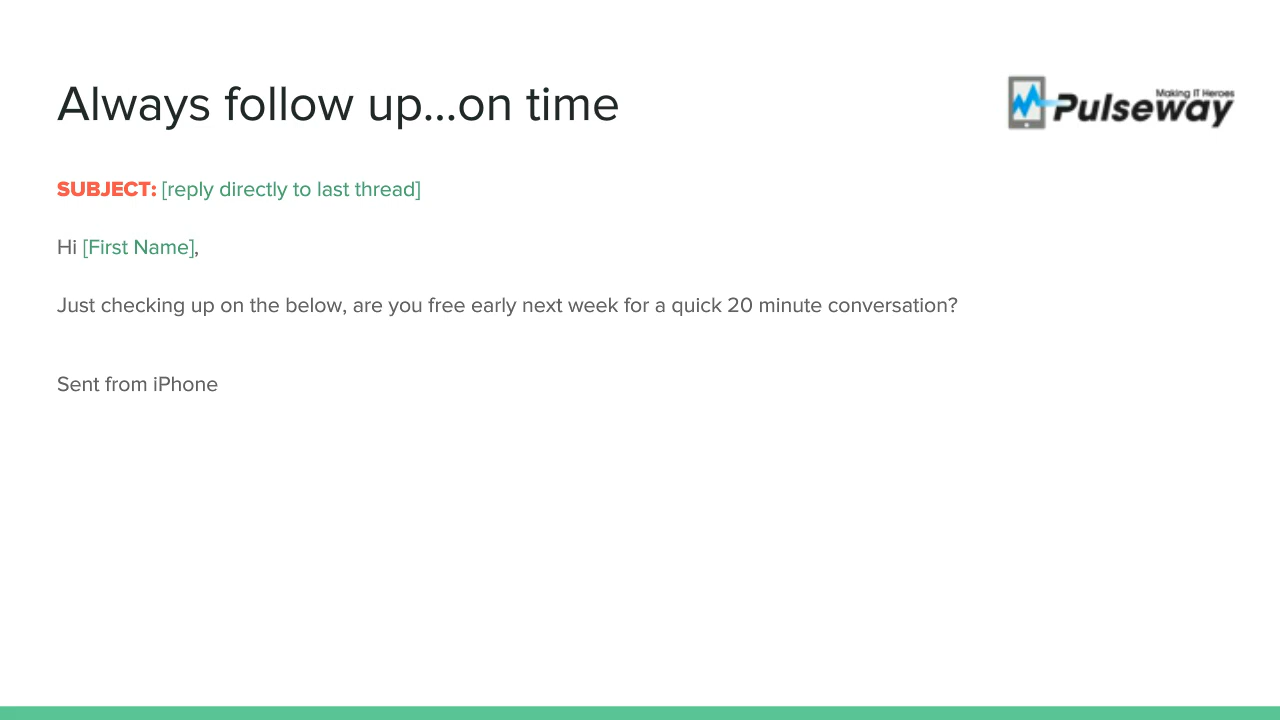 Always follow up...on time
Making IT Heroes
Pulseway
SUBJECT: [reply directly to last thread]
Hi [First Name],
Just checking up on the below, are you free early next week for a quick 20 minute conversation?
Sent from iPhone